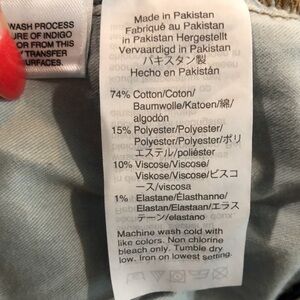 WASH PROCESS
URE OF INDIGO
OR FROM THIS
Y TRANSFER
URFACES.
Made in Pakistan
Fabriqué au Pakistan
in Pakistan Hergestellt
Vervaardigd in Pakistan
パキスタン製
Hecho en Pakistán
74% Cotton/Coton/
Baumwolle/Katoen/綿/
algodón
15% Polyester/Polyester/
Polyester/Polyester/ポリ
エステル/poliéster
10% Viscose/Viscose/
Viskose/Viscose/ビスコ
ース/viscosa
1% Elastane/Élasthanne/
Elastan/Elastaan/エラス
テーン/elastano
Machine wash cold with
like colors. Non chlorine
bleach only. Tumble dry
low. Iron on lowest setting.